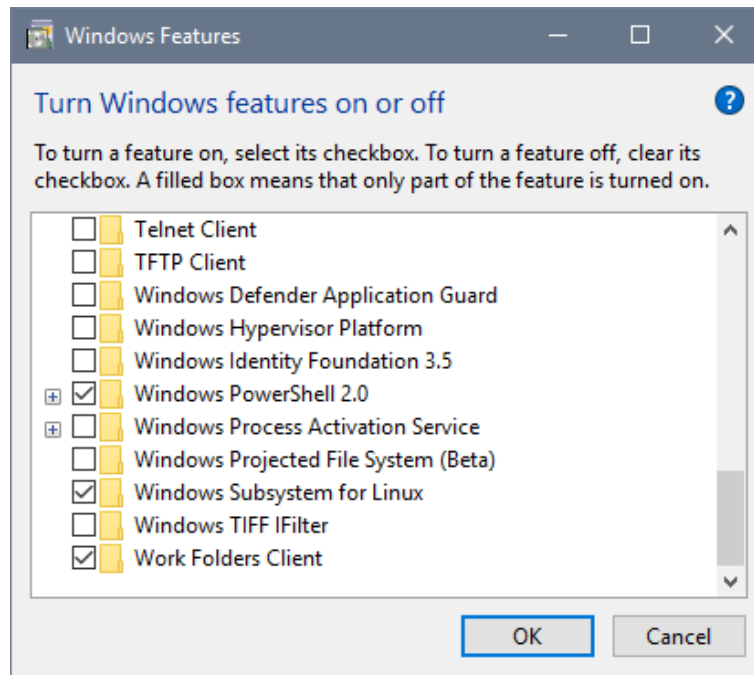 Windows Features
Turn Windows features on or off
?
To turn a feature on, select its checkbox. To turn a feature off, clear its
checkbox. A filled box means that only part of the feature is turned on.
Telnet Client
TFTP Client
Windows Defender Application Guard
Windows Hypervisor Platform
Windows Identity Foundation 3.5
Windows PowerShell 2.0
Windows Process Activation Service
Windows Projected File System (Beta)
Windows Subsystem for Linux
Windows TIFF IFilter
Work Folders Client
OK
Cancel